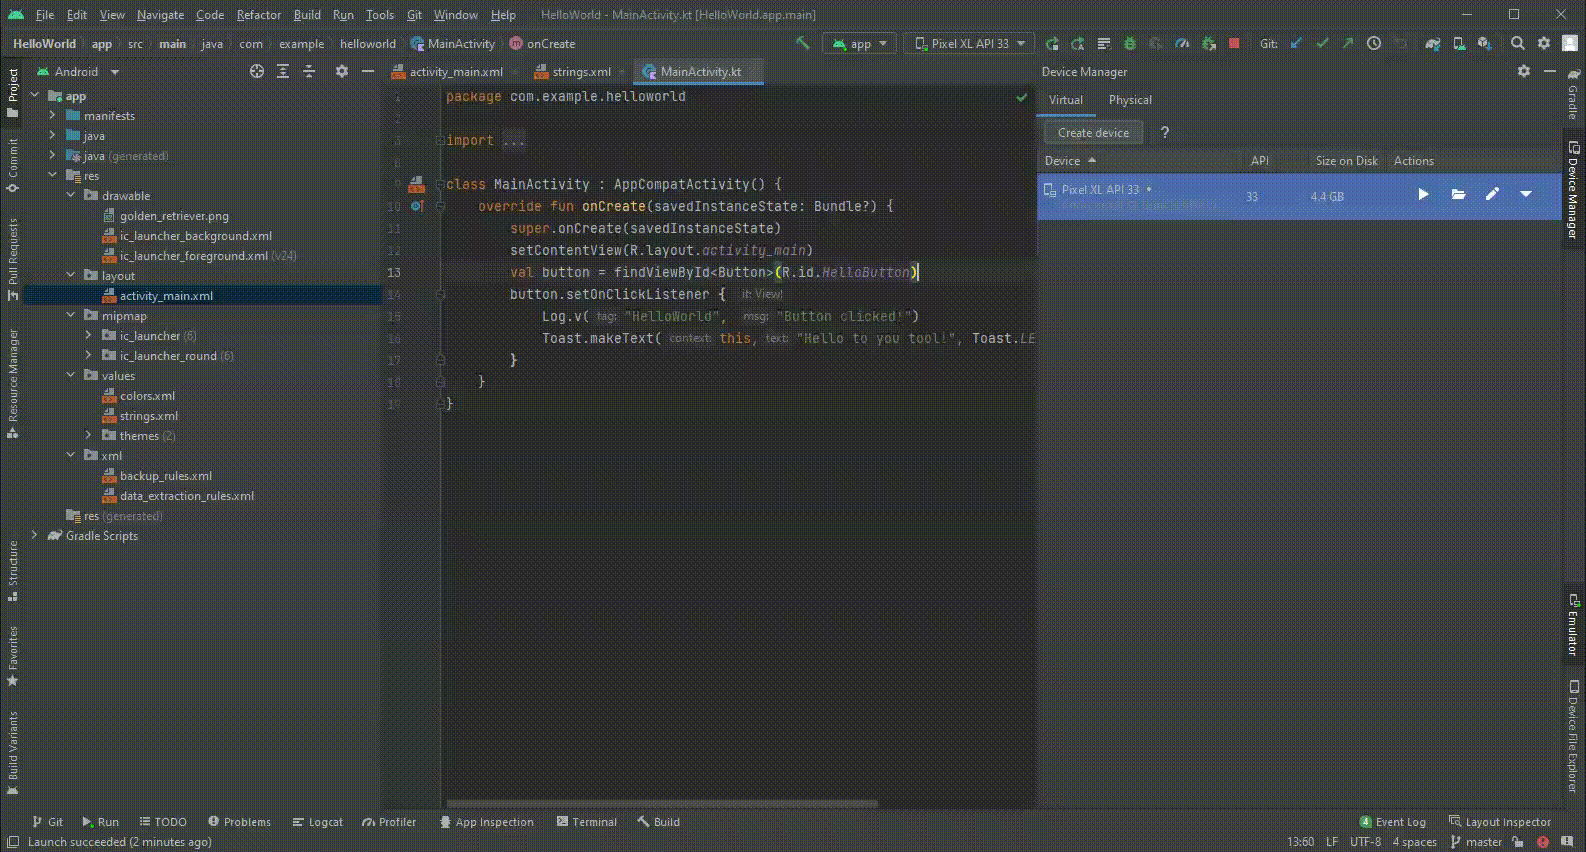 File Edit View Navigate Code Refactor Build Run Tools Git Window Help HelloWorld - MainActivity.kt [HelloWorld.app.main]
HelloWorld app src main java com example helloworld MainActivity onCreate app Pixel XL API 33 Git:
Project
Commit
Pull Request
Resource Manager
Structure
Favorites
Build Variants
Android
app
manifests
java
java (generated)
res
drawable
golden_retriever.png
ic_launcher_background.xml
ic_launcher_foreground.xml (v24)
layout
activity_main.xml
mipmap
ic_launcher (6)
ic_launcher_round (6)
values
colors.xml
strings.xml
themes (2)
xml
backup_rules.xml
data_extraction_rules.xml
res (generated)
Gradle Scripts
activity_main.xml strings.xml MainActivity.kt
1 package com.example.helloworld
2
3 import ...
8
9 class MainActivity : AppCompatActivity() {
10 override fun onCreate(savedInstanceState: Bundle?) {
11 super.onCreate(savedInstanceState)
12 setContentView(R.layout.activity_main)
13 val button = findViewById<Button>(R.id.HelloButton)
14 button.setOnClickListener { it: View!
15 Log.v( tag: "HelloWorld", msg: "Button clicked!")
16 Toast.makeText( context: this, text: "Hello to you tool!", Toast.LE
17 }
18 }
19 }
Device Manager
Virtual Physical
Create device ?
Device API Size on Disk Actions
Pixel XL API 33 33 4.4 GB
Gradle
Device Manager
Emulator
Device File Explorer
Git Run TODO Problems Logcat Profiler App Inspection Terminal Build 4 Event Log Layout Inspector
Launch succeeded (2 minutes ago) 13:60 LF UTF-8 4 spaces master